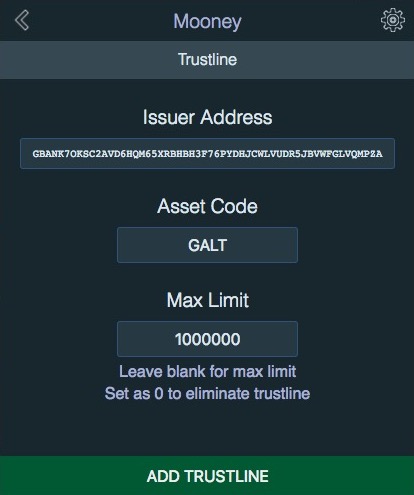 Mooney
Trustline
Issuer Address
GBANK7OKSC2AVD6HQM65XRBHBH3F76PYDHJCWLVUDR5JBVWFGLVQMPZA
Asset Code
GALT
Max Limit
1000000
Leave blank for max limit
Set as 0 to eliminate trustline
ADD TRUSTLINE